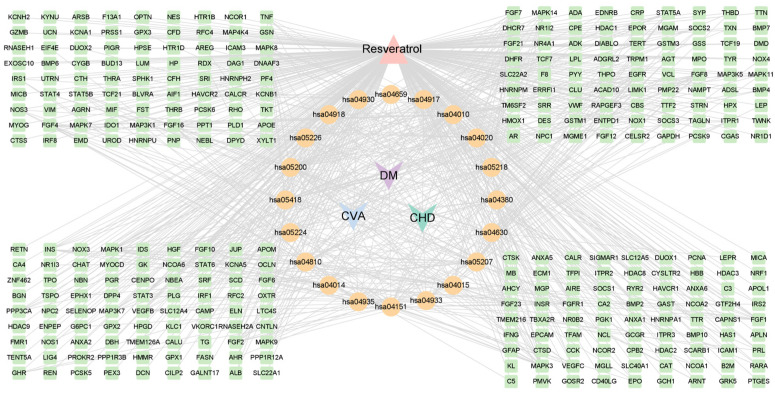 KCNH2 KYNU ARSB F13A1 OPTN NES HTR1B NCOR1 TNF
GZMB UCN KCNA1 PRSS1 GPX3 CFD RFC4 MAP4K4 GSN
RNASEH1 EIF4E DUOX2 PIGR HPSE HTR1D AREG ICAM3 MAPK8
EXOSC10 BMP6 CYGB BUD13 LUM HP RDX DAG1 DNAAF3
IRS1 UTRN CTH THRA SPHK1 CFH SRI HNRNPH2 PF4
MICB STAT4 STAT5B TCF21 BLVRA AIF1 HAVCR2 CALCR KCNB1
NOS3 VIM AGRN MIF FST THRB PCSK6 RHO TKT
MYOG FGF4 MAPK7 IDO1 MAP3K1 FGF16 PPT1 PLD1 APOE
CTSS IRF8 EMD UROD HNRNPU PNP NEBL DPYD XYLT1
FGF7 MAPK14 ADA EDNRB CRP STAT5A SYP THBD TTN
DHCR7 NR1I2 CPE HDAC1 EPOR MGAM SOCS2 TXN BMP7
FGF21 NR4A1 ADK DIABLO TERT GSTM3 GSS TCF19 DMD
DHFR TCF7 LPL ADGRL2 TRPM1 AGT MPO TYR NOX4
SLC22A2 F8 PYY THPO EGFR VCL FGF8 MAP3K5 MAPK11
HNRNPM ERRFI1 CLU ACAD10 LIMK1 PMP22 NAMPT ADSL BMP4
TM6SF2 SRR VWF RAPGEF3 CBS TTF2 STRN HPX LEP
HMOX1 DES GSTM1 ENTPD1 NOX1 SOCS3 TAGLN ITPR1 TWNK
AR NPC1 MGME1 FGF12 CELSR2 GAPDH PCSK9 CGAS NR1D1
Resveratrol
hsa04659
hsa04930 hsa04917
hsa04918 hsa04010
hsa05226 hsa04020
hsa05200 hsa05218
DM
hsa05418 hsa04380
CVA CHD
hsa05224 hsa04630
hsa04810 hsa05207
hsa04014 hsa04015
hsa04935 hsa04933
hsa04151
RETN INS NOX3 MAPK1 IDS HGF FGF10 JUP APOM
CA4 NR1I3 CHAT MYOCD GK NCOA6 STAT6 KCNA5 OCLN
ZNF462 TPO NBN PGR CENPO NBEA SRF SCD FGF6
BGN TSPO EPHX1 DPP4 STAT3 PLG IRF1 RFC2 OXTR
PPP3CA NPC2 SELENOP MAP3K7 VEGFB SLC12A4 CAMP ELN LTC4S
HDAC9 ENPEP G6PC1 GPX2 HPGD KLC1 VKORC1 RNASEH2A CNTLN
FMR1 NOS1 ANXA2 DBH TMEM126A CALU TG FGF2 MAPK9
TENT5A LIG4 PROKR2 PPP1R3B HMMR GPX1 FASN AHR PPP1R12A
GHR REN PCSK5 PEX3 DCN CILP2 GALNT17 ALB SLC22A1
CTSK ANXA5 CALR SIGMAR1 SLC12A5 DUOX1 PCNA LEPR MICA
MB ECM1 TFPI ITPR2 HDAC8 CYSLTR2 HBB HDAC3 NRF1
AHCY MGP AIRE SOCS1 RYR2 HAVCR1 ANXA6 C3 APOL1
FGF23 INSR FGFR1 CA2 BMP2 GAST NCOA2 GTF2H4 IRS2
TMEM216 TBXA2R NR0B2 PGK1 ANXA1 HNRNPA1 TTR CAPNS1 FGF1
IFNG EPCAM TFAM NCL GCGR ITPR3 BMP10 HAS1 APLN
GFAP CTSD CCK NCOR2 CPB2 HDAC2 SCARB1 ICAM1 PRL
KL MAPK3 VEGFC MGLL SLC40A1 CAT NCOA1 B2M RELA
C5 PMVK GOSR2 CD40LG EPO GCH1 ARNT GRK5 PTGES